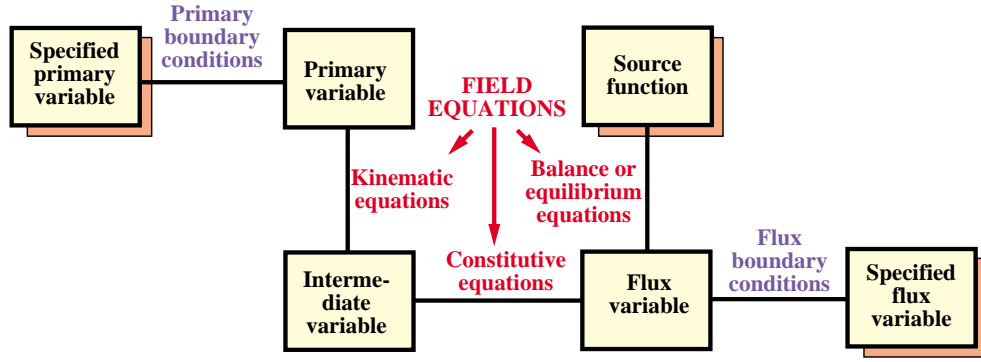 Primary
boundary
conditions
Specified
primary
variable
Primary
variable
FIELD
EQUATIONS
Source
function
Kinematic
equations
Balance or
equilibrium
equations
Constitutive
equations
Interme-
diate
variable
Flux
variable
Flux
boundary
conditions
Specified
flux
variable